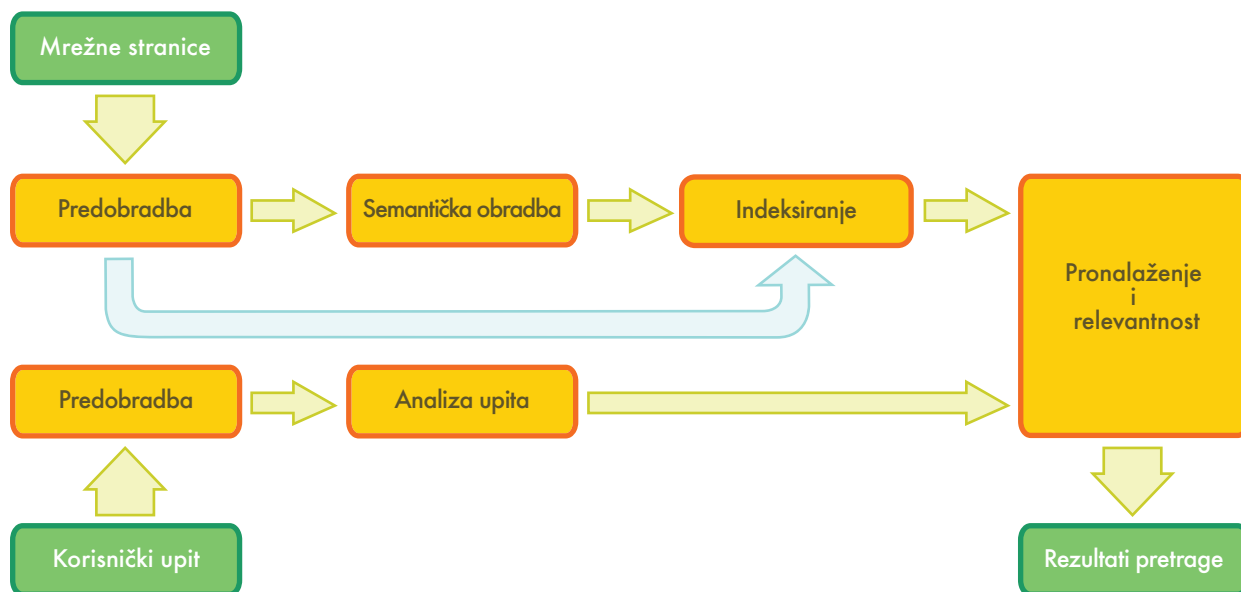 Mrežne stranice
Predobradba
Semantička obradba
Indeksiranje
Pronalaženje
i
relevantnost
Predobradba
Analiza upita
Korisnički upit
Rezultati pretrage